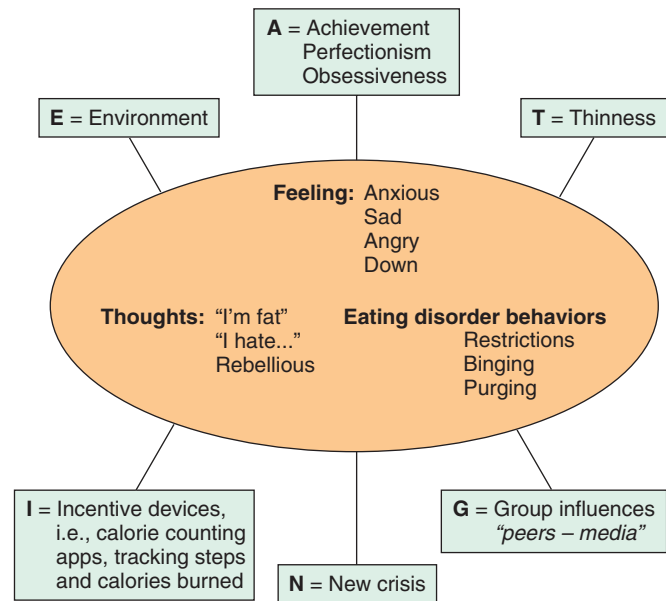 A = Achievement
Perfectionism
Obsessiveness
E = Environment
T = Thinness
Feeling: Anxious
Sad
Angry
Down
Thoughts: “I'm fat”
“I hate...”
Rebellious
Eating disorder behaviors
Restrictions
Binging
Purging
I = Incentive devices,
i.e., calorie counting
apps, tracking steps
and calories burned
N = New crisis
G = Group influences
“peers – media”